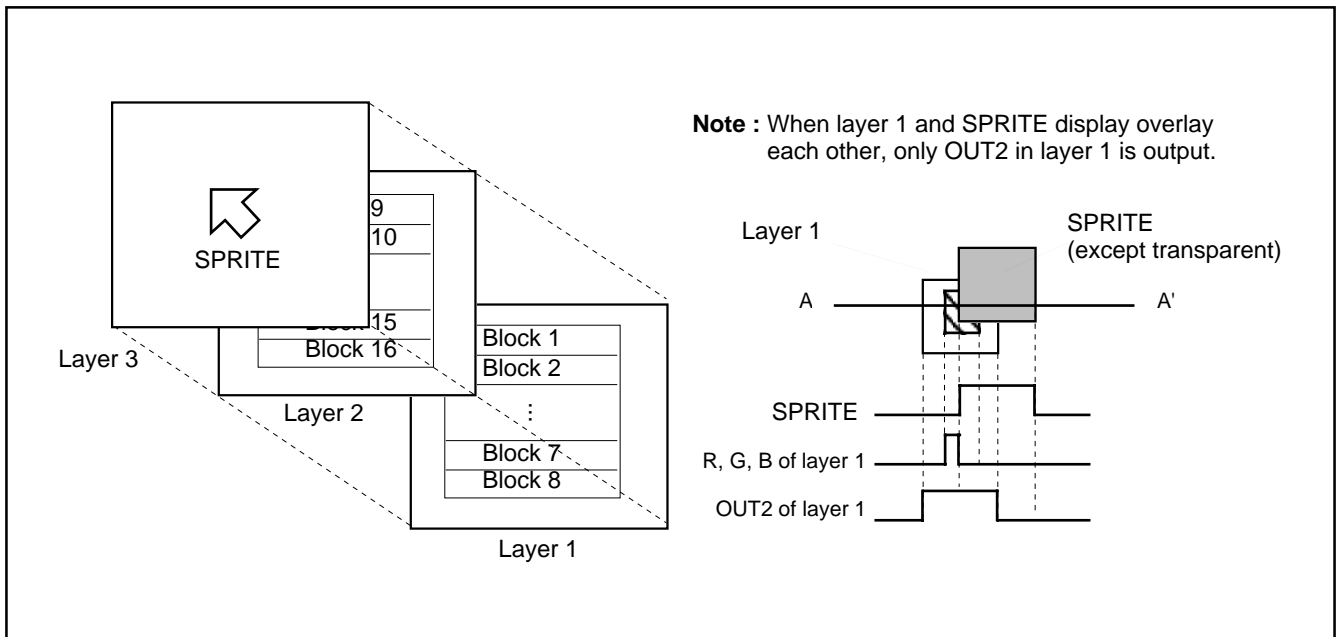 SPRITE
9
10
Block 15
Block 16
Layer 3
Layer 2
Block 1
Block 2
⋮
Block 7
Block 8
Layer 1
Note : When layer 1 and SPRITE display overlay
each other, only OUT2 in layer 1 is output.
Layer 1
SPRITE
(except transparent)
A
A'
SPRITE
R, G, B of layer 1
OUT2 of layer 1